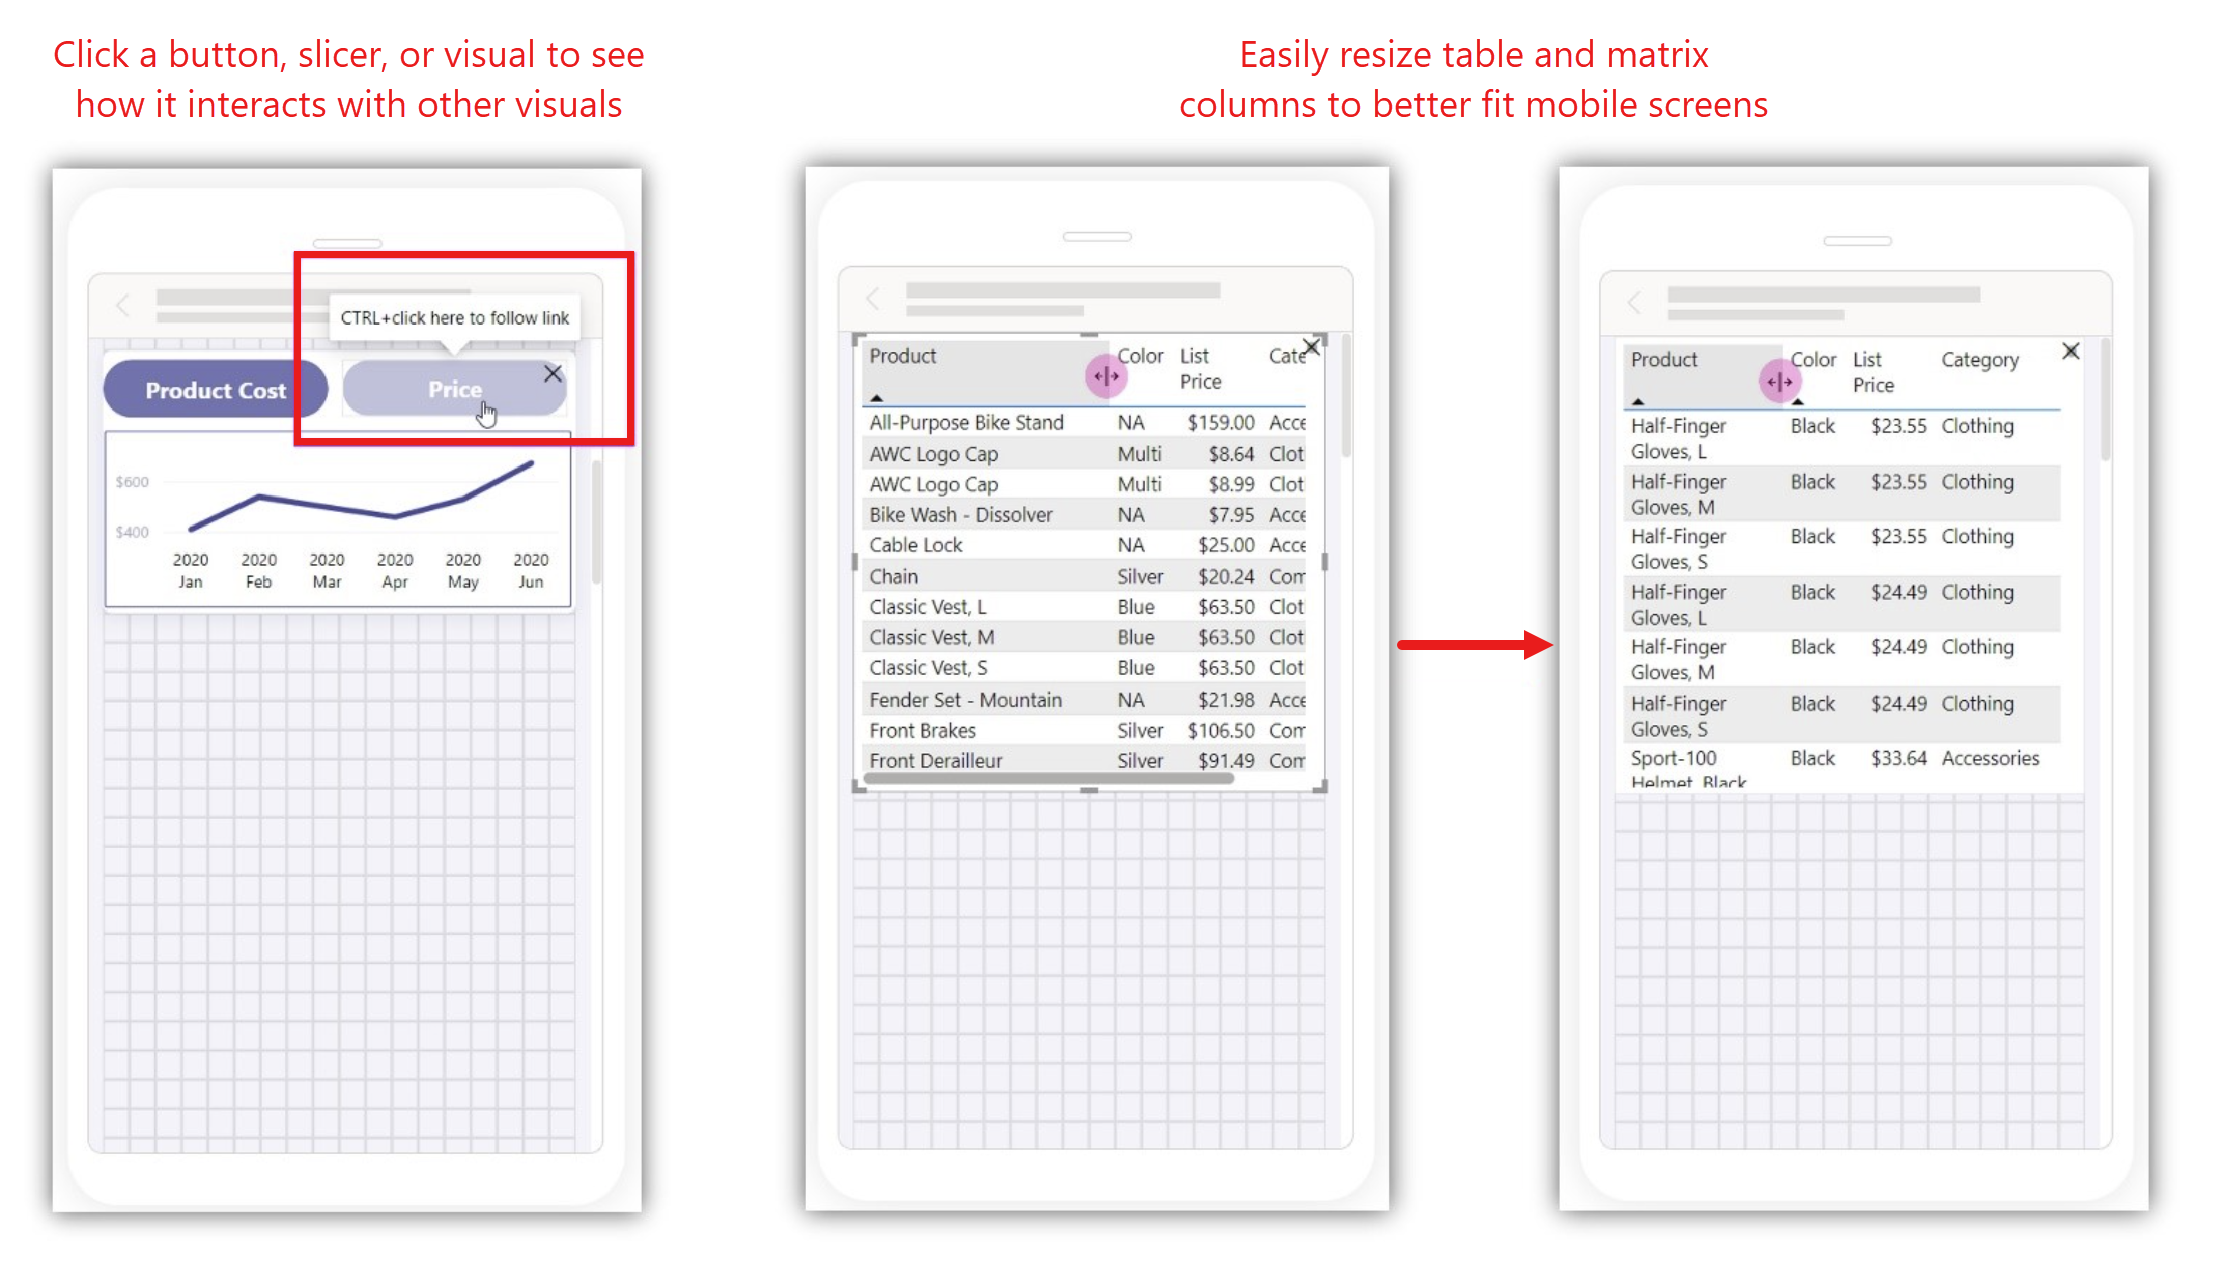 Click a button, slicer, or visual to see
how it interacts with other visuals
Easily resize table and matrix
columns to better fit mobile screens
CTRL+click here to follow link
Product Cost
Price
$600
$400
2020 2020 2020 2020 2020 2020
Jan Feb Mar Apr May Jun
Product Color List Cate
Price
All-Purpose Bike Stand NA $159.00 Acce
AWC Logo Cap Multi $8.64 Clot
AWC Logo Cap Multi $8.99 Clot
Bike Wash - Dissolver NA $7.95 Acce
Cable Lock NA $25.00 Acce
Chain Silver $20.24 Com
Classic Vest, L Blue $63.50 Clot
Classic Vest, M Blue $63.50 Clot
Classic Vest, S Blue $63.50 Clot
Fender Set - Mountain NA $21.98 Acce
Front Brakes Silver $106.50 Com
Front Derailleur Silver $91.49 Com
Product Color List Category
Price
Half-Finger Black $23.55 Clothing
Gloves, L
Half-Finger Black $23.55 Clothing
Gloves, M
Half-Finger Black $23.55 Clothing
Gloves, S
Half-Finger Black $24.49 Clothing
Gloves, L
Half-Finger Black $24.49 Clothing
Gloves, M
Half-Finger Black $24.49 Clothing
Gloves, S
Sport-100 Black $33.64 Accessories
Helmet, Black